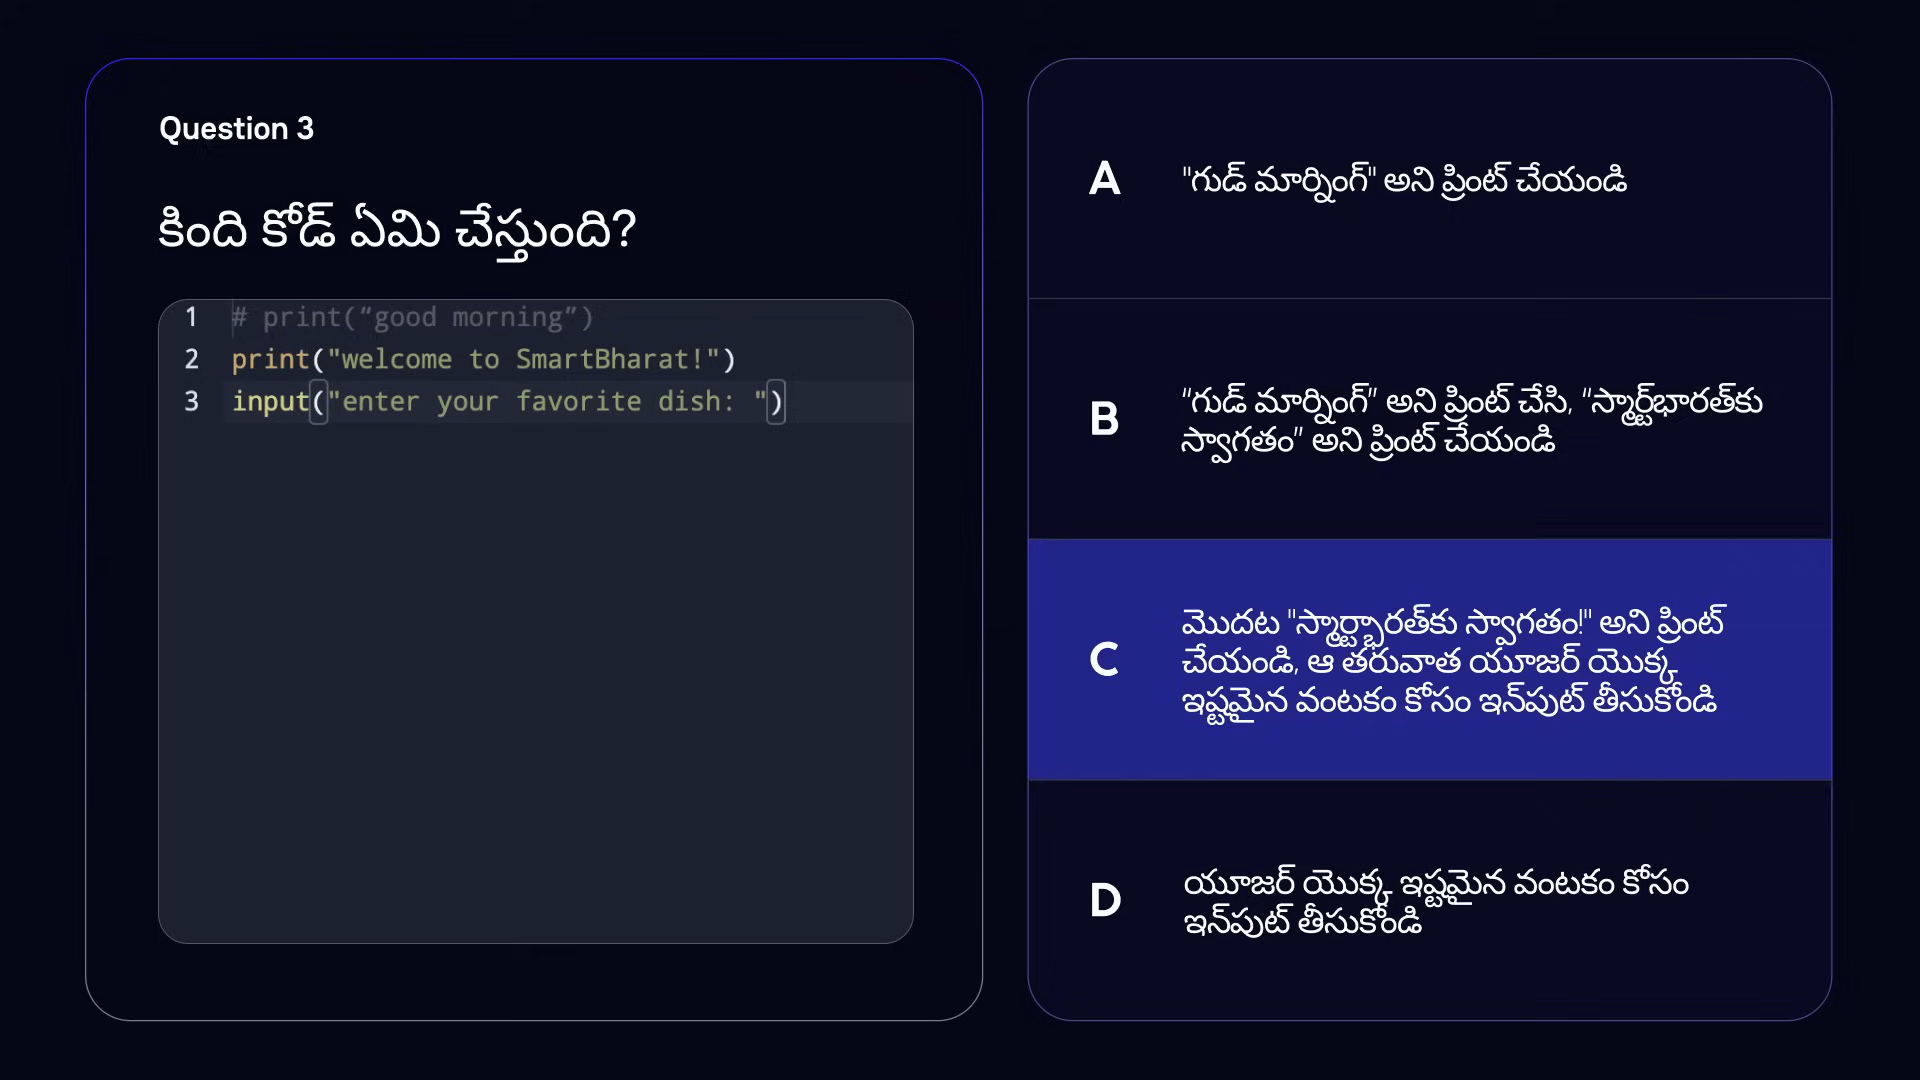 Question 3
కింది కోడ్ ఏమి చేస్తుంది?
1 # print(“good morning”)
2 print("welcome to SmartBharat!")
3 input("enter your favorite dish: ")
A "గుడ్ మార్నింగ్" అని ప్రింట్ చేయండి
B “గుడ్ మార్నింగ్” అని ప్రింట్ చేసి, “స్మార్ట్‌భారత్‌కు
స్వాగతం” అని ప్రింట్ చేయండి
C మొదట "స్మార్ట్భారత్‌కు స్వాగతం!" అని ప్రింట్
చేయండి, ఆ తరువాత యూజర్ యొక్క
ఇష్టమైన వంటకం కోసం ఇన్‌పుట్ తీసుకోండి
D యూజర్ యొక్క ఇష్టమైన వంటకం కోసం
ఇన్‌పుట్ తీసుకోండి